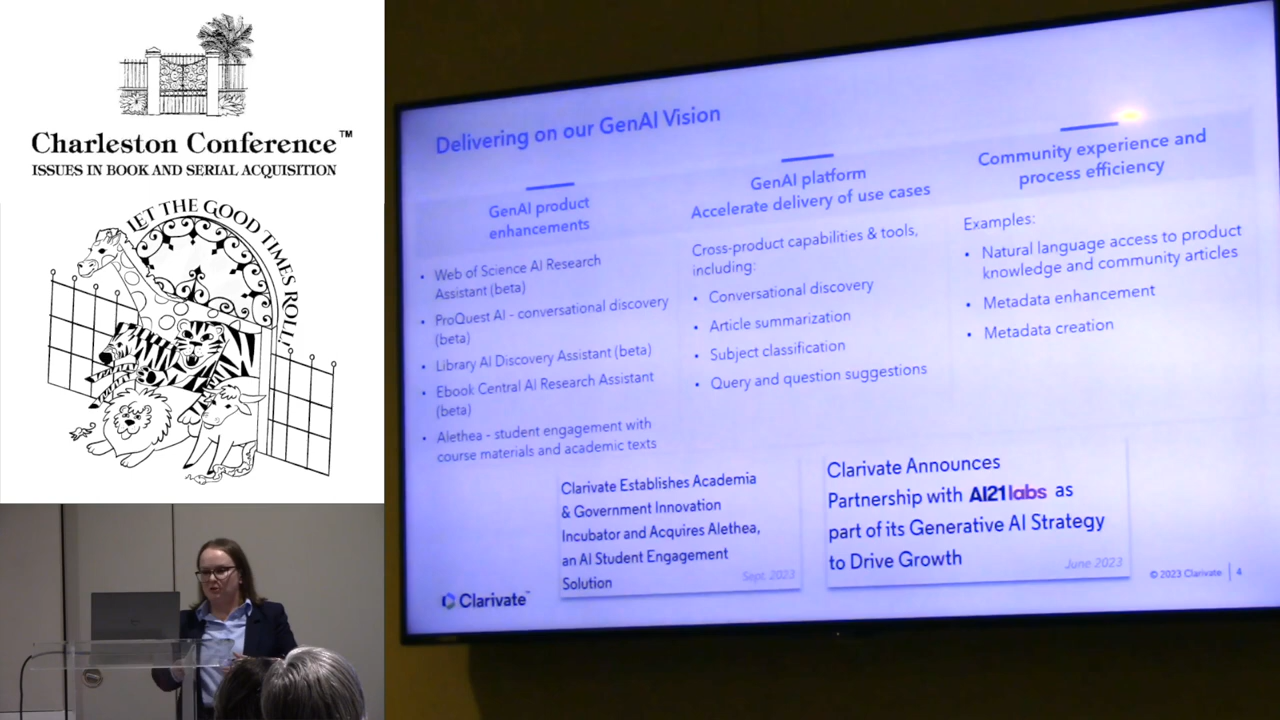 Charleston Conference™
ISSUES IN BOOK AND SERIAL ACQUISITION
LET THE GOOD TIMES ROLL!
Delivering on our GenAI Vision
GenAI product
enhancements
• Web of Science AI Research
Assistant (beta)
• ProQuest AI - conversational discovery
(beta)
• Library AI Discovery Assistant (beta)
• Ebook Central AI Research Assistant
(beta)
• Alethea - student engagement with
course materials and academic texts
GenAI platform
Accelerate delivery of use cases
Cross-product capabilities & tools,
including:
• Conversational discovery
• Article summarization
• Subject classification
• Query and question suggestions
Community experience and
process efficiency
Examples:
• Natural language access to product
knowledge and community articles
• Metadata enhancement
• Metadata creation
Clarivate Establishes Academia
& Government Innovation
Incubator and Acquires Alethea,
an AI Student Engagement
Solution
Sept. 2023
Clarivate Announces
Partnership with AI21labs as
part of its Generative AI Strategy
to Drive Growth
June 2023
Clarivate™
© 2023 Clarivate | 4